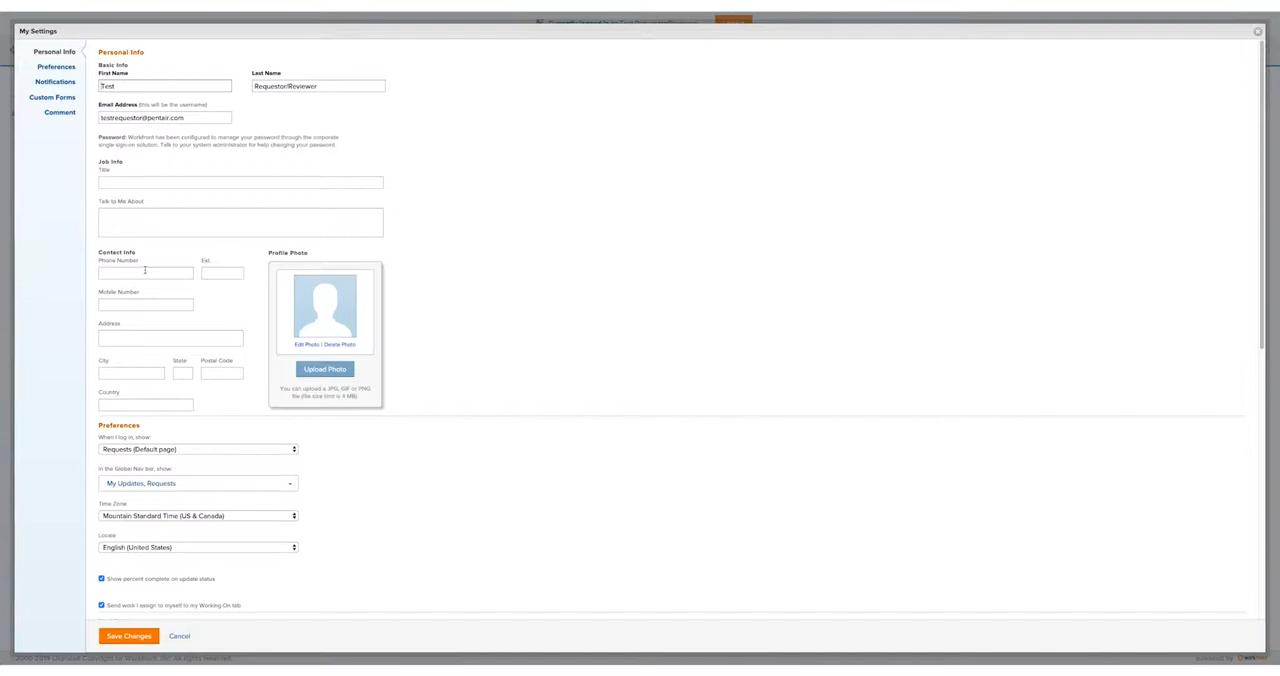 My Settings
Personal Info
Preferences
Notifications
Custom Forms
Comment
Personal Info
Basic Info
First Name
Last Name
Test
Requestor/Reviewer
Email Address (this will be the username)
testrequestor@pentair.com
Password: Workfront has been configured to manage your password through the corporate
single sign-on solution. Talk to your system administrator for help changing your password.
Job Info
Title
Talk to Me About
Contact Info
Phone Number
Ext.
Mobile Number
Address
City
State
Postal Code
Country
Profile Photo
Edit Photo | Delete Photo
Upload Photo
You can upload a JPG, GIF or PNG
file (file size limit is 4 MB).
Preferences
When I log in, show:
Requests (Default page)
In the Global Nav bar, show:
My Updates, Requests
Time Zone
Mountain Standard Time (US & Canada)
Locale
English (United States)
Show percent complete on update status
Send work I assign to myself to my Working On tab
Save Changes
Cancel